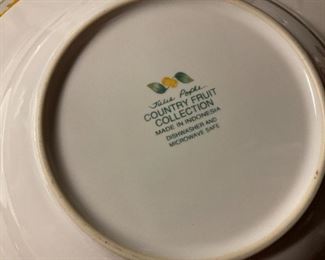 Julie Pople
COUNTRY FRUIT
COLLECTION
MADE IN INDONESIA
DISHWASHER AND
MICROWAVE SAFE